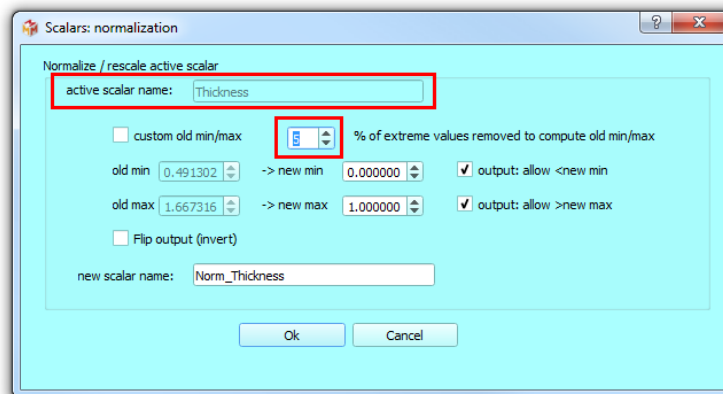 Scalars: normalization
Normalize / rescale active scalar
active scalar name: Thickness
custom old min/max 5 % of extreme values removed to compute old min/max
old min 0.491302 -> new min 0.000000 output: allow <new min
old max 1.667316 -> new max 1.000000 output: allow >new max
Flip output (invert)
new scalar name: Norm_Thickness
Ok Cancel